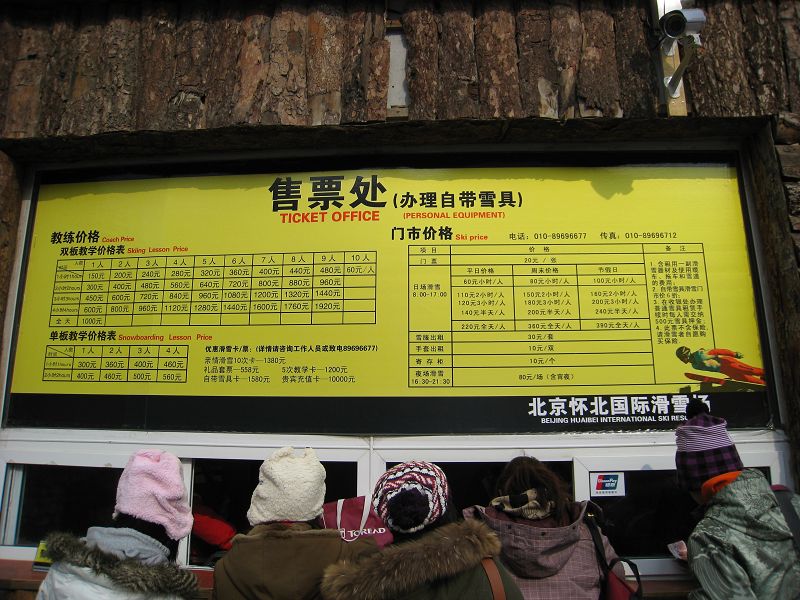 售票处 (办理自带雪具)
TICKET OFFICE (PERSONAL EQUIPMENT)
教练价格 Coach Price
双板教学价格表 Skiing Lesson Price
1人 2人 3人 4人 5人 6人 7人 8人 9人 10人
150元 200元 240元 280元 320元 360元 400元 440元 480元 60元/人
300元 400元 480元 560元 640元 720元 800元 880元 960元
450元 600元 720元 840元 960元 1080元 1200元 1320元 1440元
600元 800元 960元 1120元 1280元 1440元 1600元 1760元 1920元
全天 1000元
单板教学价格表 Snowboarding Lesson Price
1人 2人 3人 4人
300元 360元 400元 460元
400元 460元 500元 560元
优惠滑雪卡/票: (详情请咨询工作人员或致电89696677)
亲情滑雪10次卡—1380元
礼品套票—558元 5次教学卡—1200元
自带雪具卡—1580元 贵宾充值卡—10000元
门市价格 Ski price 电话: 010-89696677 传真: 010-89696712
项目 价格 备注
门票 20元/张
日场滑雪 8:00-17:00
平日价格 周末价格 节假日
60元/小时/人 80元/小时/人 100元/小时/人
110元2小时/人 150元2小时/人 180元2小时/人
120元3小时/人 180元3小时/人 200元3小时/人
140元半天/人 200元半天/人 240元半天/人
220元全天/人 360元全天/人 390元全天/人
雪服出租 30元/套
手套出租 10元/双
寄存柜 10元/个
夜场滑雪 16:30-21:30 80元/场 (含宵夜)
北京怀北国际滑雪场
BEIJING HUAIBEI INTERNATIONAL SKI RESORT
TOREAD
UnionPay
银联